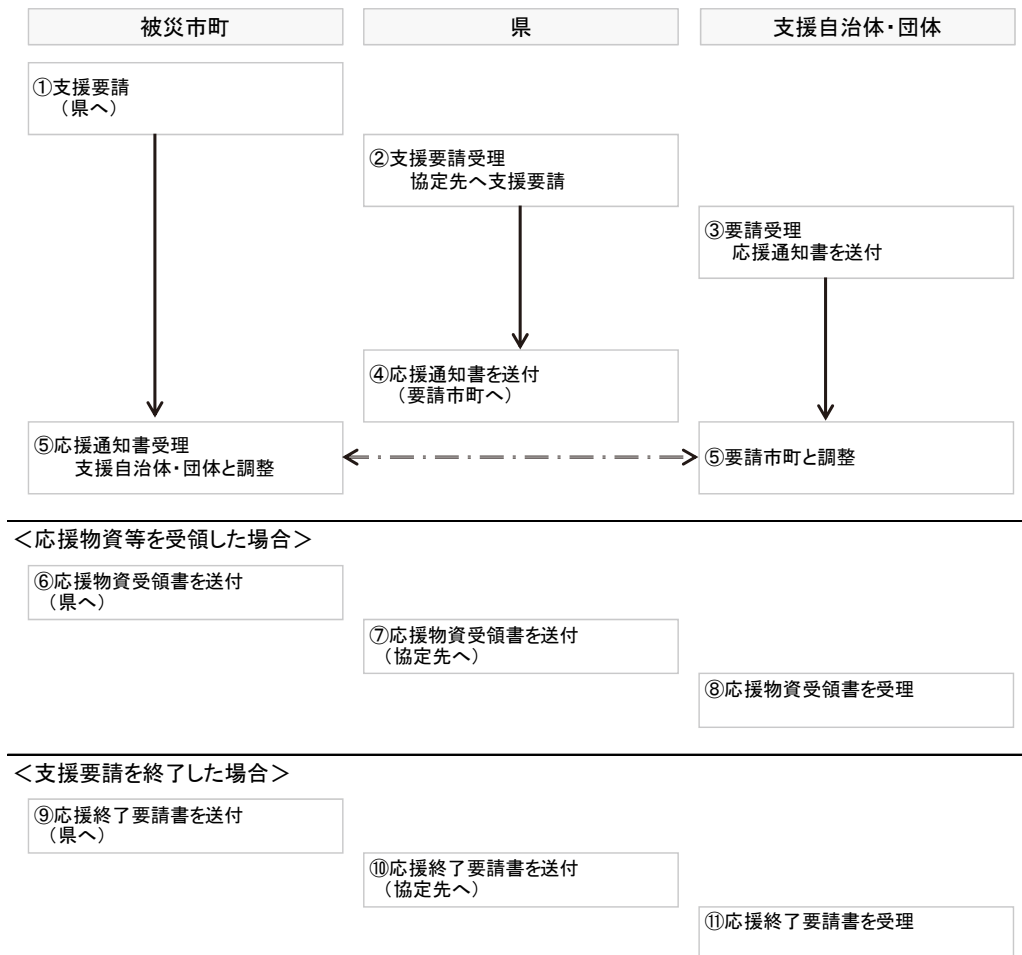 被災市町
県
支援自治体・団体
①支援要請
（県へ）
②支援要請受理
協定先へ支援要請
③要請受理
応援通知書を送付
④応援通知書を送付
（要請市町へ）
⑤応援通知書受理
支援自治体・団体と調整
⑤要請市町と調整
＜応援物資等を受領した場合＞
⑥応援物資受領書を送付
（県へ）
⑦応援物資受領書を送付
（協定先へ）
⑧応援物資受領書を受理
＜支援要請を終了した場合＞
⑨応援終了要請書を送付
（県へ）
⑩応援終了要請書を送付
（協定先へ）
⑪応援終了要請書を受理